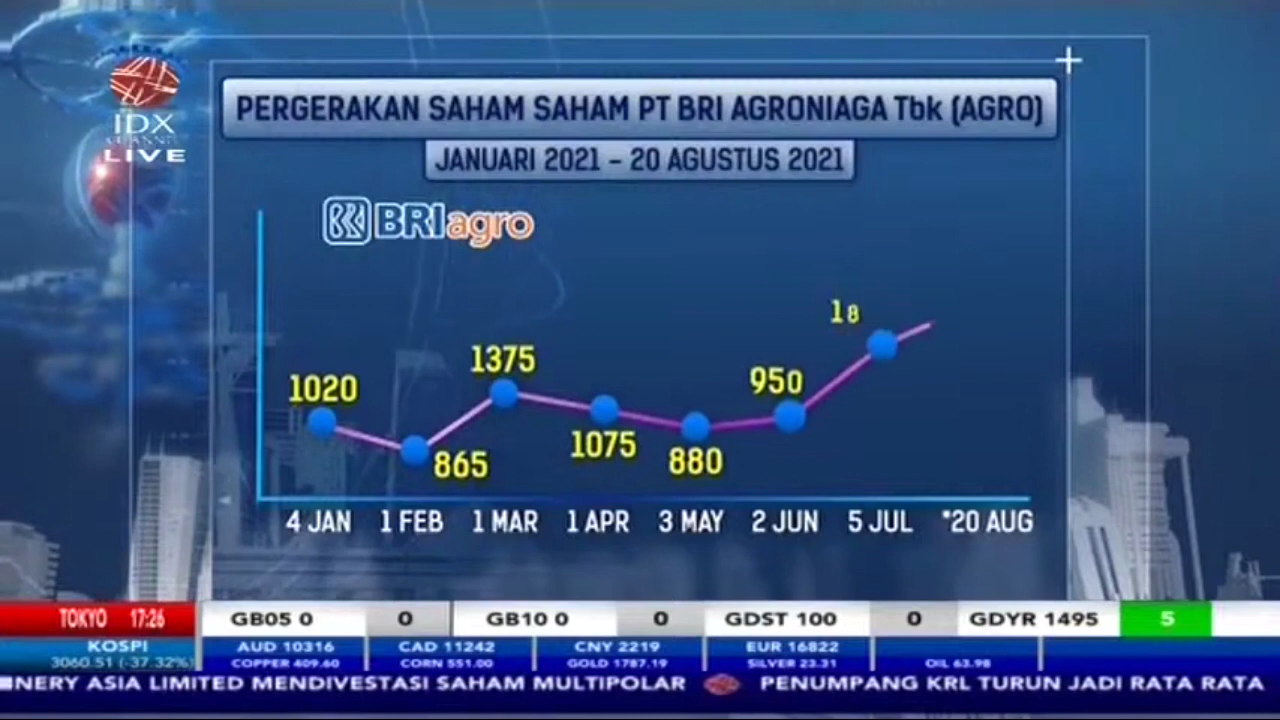 IDX
CHANNEL
LIVE
PERGERAKAN SAHAM SAHAM PT BRI AGRONIAGA Tbk (AGRO)
JANUARI 2021 – 20 AGUSTUS 2021
BRI agro
18
1375
1020
950
1075
865
880
4 JAN 1 FEB 1 MAR 1 APR 3 MAY 2 JUN 5 JUL *20 AUG
TOKYO 17:26 GB05 0 0 GB10 0 0 GDST 100 0 GDYR 1495 5
KOSPI AUD 10316 CAD 11242 CNY 2219 EUR 16822
3060.51 (-37.32%) COPPER 409.60 CORN 551.00 GOLD 1787.19 SILVER 23.31 OIL 63.98
NERY ASIA LIMITED MENDIVESTASI SAHAM MULTIPOLAR PENUMPANG KRL TURUN JADI RATA RATA